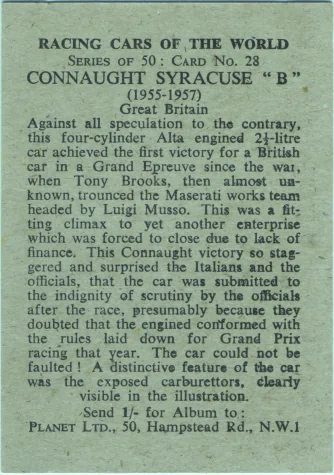 RACING CARS OF THE WORLD
SERIES OF 50: CARD NO. 28
CONNAUGHT SYRACUSE "B"
(1955-1957)
Great Britain
Against all speculation to the contrary,
this four-cylinder Alta engined 2½-litre
car achieved the first victory for a British
car in a Grand Epreuve since the war,
when Tony Brooks, then almost un-
known, trounced the Maserati works team
headed by Luigi Musso. This was a fit-
ting climax to yet another enterprise
which was forced to close due to lack of
finance. This Connaught victory so stag-
gered and surprised the Italians and the
officials, that the car was submitted to
the indignity of scrutiny by the officials
after the race, presumably because they
doubted that the engined conformed with
the rules laid down for Grand Prix
racing that year. The car could not be
faulted! A distinctive feature of the car
was the exposed carburettors, clearly
visible in the illustration.
Send 1/- for Album to:
PLANET LTD., 50, Hampstead Rd., N.W.1